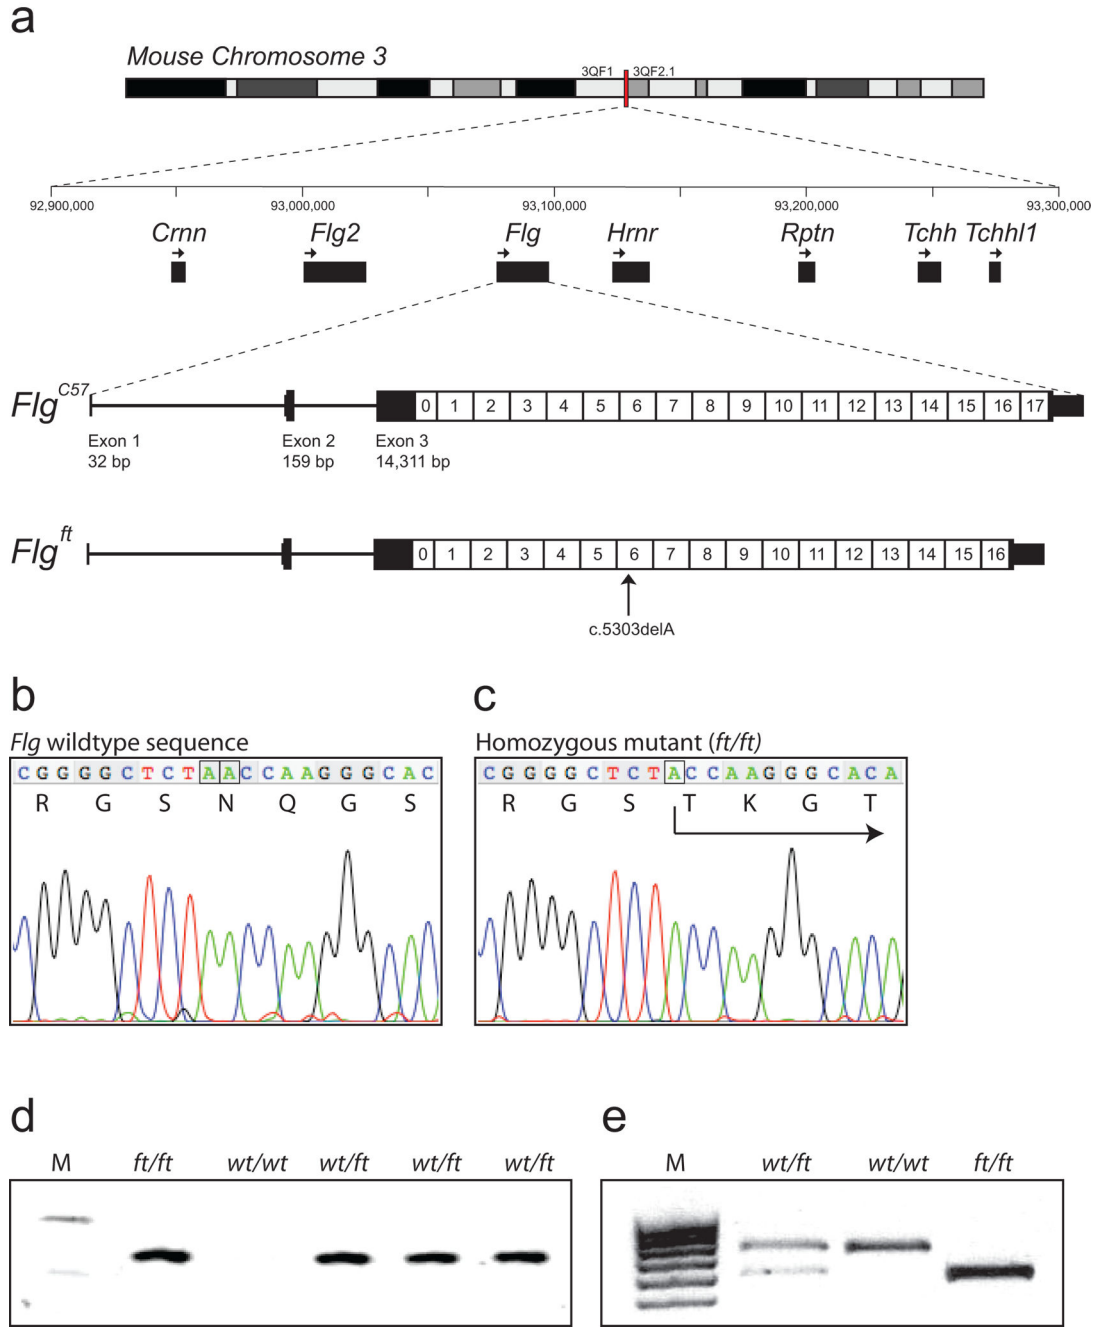 a
Mouse Chromosome 3
3QF1 3QF2.1
92,900,000 93,000,000 93,100,000 93,200,000 93,300,000
Crnn Flg2 Flg Hrnr Rptn Tchh Tchhl1
Flg C57 0 1 2 3 4 5 6 7 8 9 10 11 12 13 14 15 16 17
Exon 1 Exon 2 Exon 3
32 bp 159 bp 14,311 bp
Flg ft 0 1 2 3 4 5 6 7 8 9 10 11 12 13 14 15 16
c.5303delA
b
Flg wildtype sequence
C G G G G C T C T A A C C A A G G G C A C
R G S N Q G S
c
Homozygous mutant (ft/ft)
C G G G G C T C T A C C A A G G G C A C A
R G S T K G T
d
M ft/ft wt/wt wt/ft wt/ft wt/ft
e
M wt/ft wt/wt ft/ft